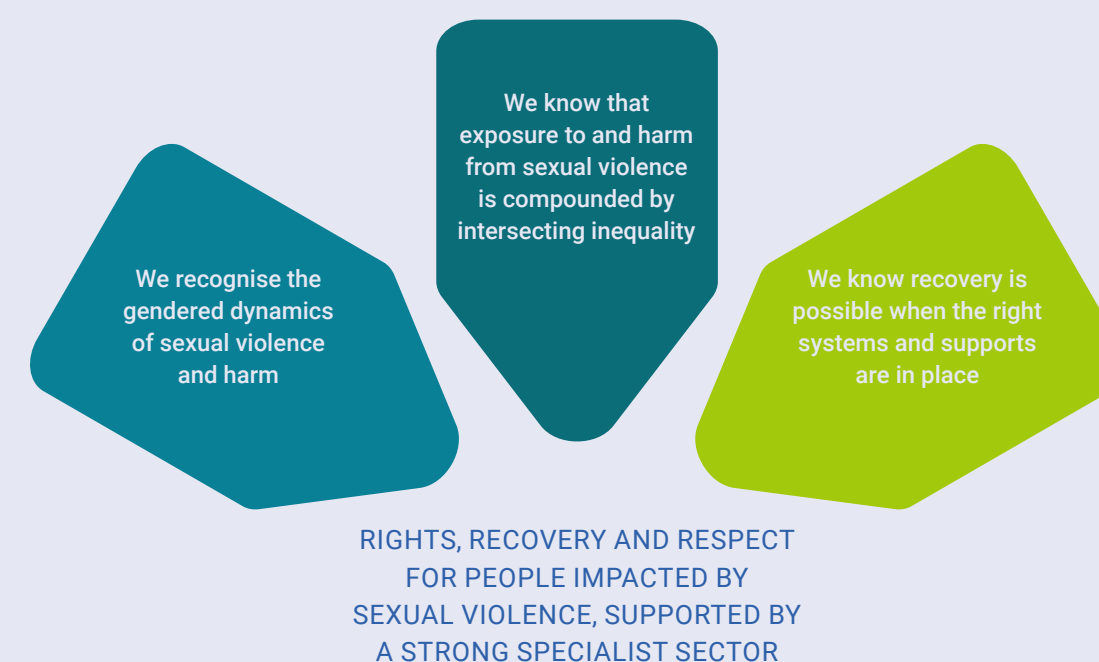 We recognise the
gendered dynamics
of sexual violence
and harm
We know that
exposure to and harm
from sexual violence
is compounded by
intersecting inequality
We know recovery is
possible when the right
systems and supports
are in place
RIGHTS, RECOVERY AND RESPECT
FOR PEOPLE IMPACTED BY
SEXUAL VIOLENCE, SUPPORTED BY
A STRONG SPECIALIST SECTOR